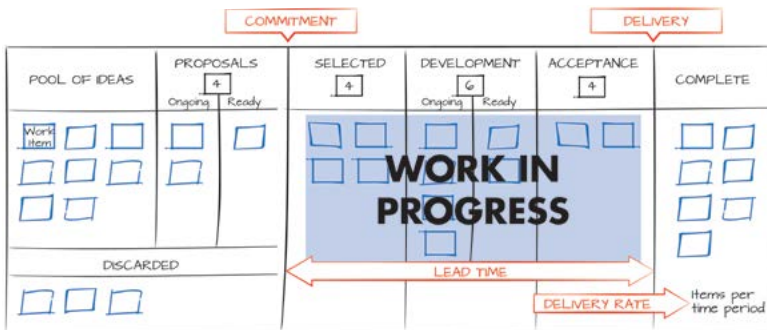 COMMITMENT
DELIVERY
POOL OF IDEAS
PROPOSALS
4
Ongoing
Ready
SELECTED
4
DEVELOPMENT
6
Ongoing
Ready
ACCEPTANCE
4
COMPLETE
Work
Item
WORK IN
PROGRESS
DISCARDED
LEAD TIME
DELIVERY RATE
Items per
time period